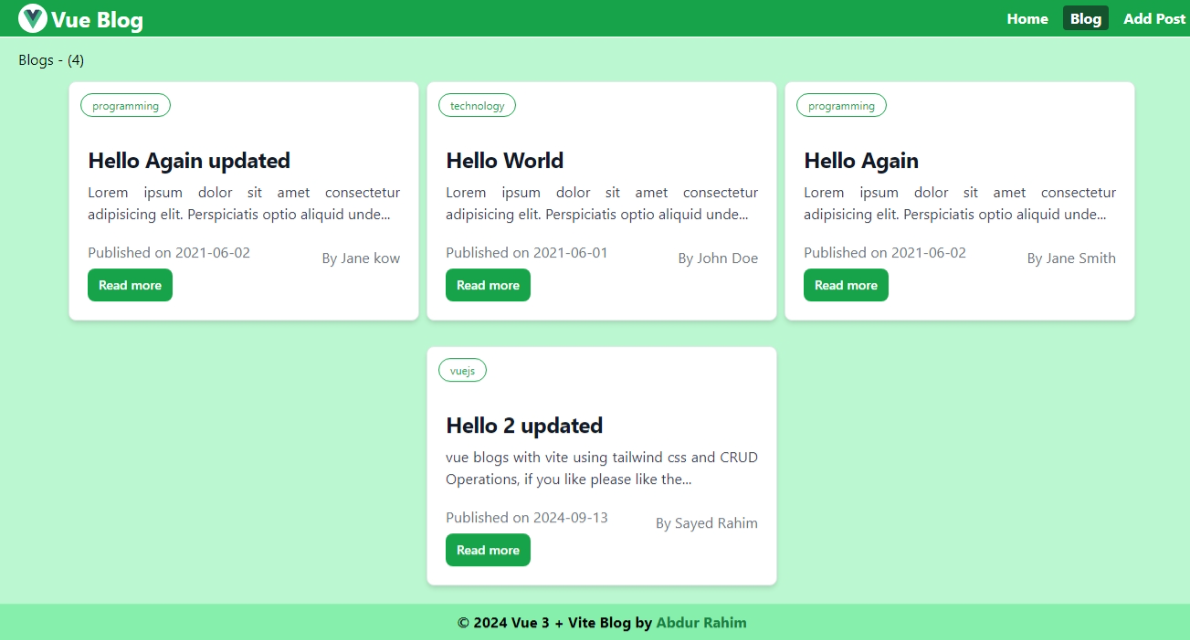 Vue Blog
Home
Blog
Add Post
Blogs - (4)
programming
Hello Again updated
Lorem ipsum dolor sit amet consectetur
adipisicing elit. Perspiciatis optio aliquid unde...
Published on 2021-06-02
By Jane kow
Read more
technology
Hello World
Lorem ipsum dolor sit amet consectetur
adipisicing elit. Perspiciatis optio aliquid unde...
Published on 2021-06-01
By John Doe
Read more
programming
Hello Again
Lorem ipsum dolor sit amet consectetur
adipisicing elit. Perspiciatis optio aliquid unde...
Published on 2021-06-02
By Jane Smith
Read more
vuejs
Hello 2 updated
vue blogs with vite using tailwind css and CRUD
Operations, if you like please like the...
Published on 2024-09-13
By Sayed Rahim
Read more
© 2024 Vue 3 + Vite Blog by Abdur Rahim